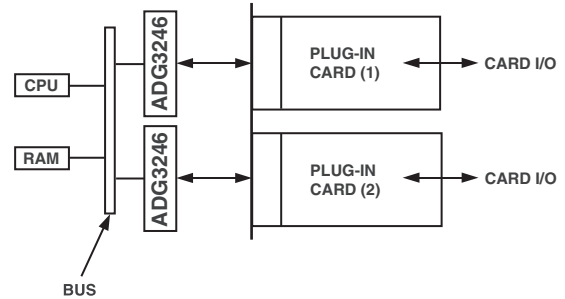 CPU
RAM
BUS
ADG3246
ADG3246
PLUG-IN
CARD (1)
CARD I/O
PLUG-IN
CARD (2)
CARD I/O